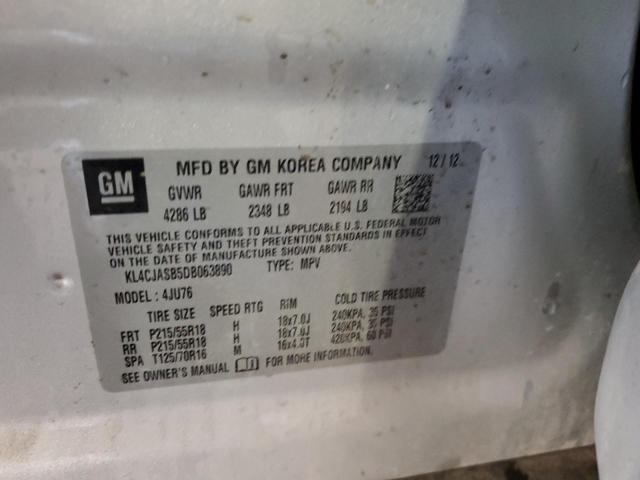 GM MFD BY GM KOREA COMPANY 12/12
GVWR GAWR FRT GAWR RR
4286 LB 2348 LB 2194 LB
THIS VEHICLE CONFORMS TO ALL APPLICABLE U.S. FEDERAL MOTOR
VEHICLE SAFETY AND THEFT PREVENTION STANDARDS IN EFFECT
ON THE DATE OF MANUFACTURE SHOWN ABOVE.
KL4CJASB5DB063890 TYPE: MPV
MODEL: 4JU76
TIRE SIZE SPEED RTG RIM COLD TIRE PRESSURE
FRT P215/55R18 H 18x7.0J 240KPA, 35 PSI
RR P215/55R18 H 18x7.0J 240KPA, 35 PSI
SPA T125/70R16 M 16x4.0T 420KPA, 60 PSI
SEE OWNER'S MANUAL FOR MORE INFORMATION.